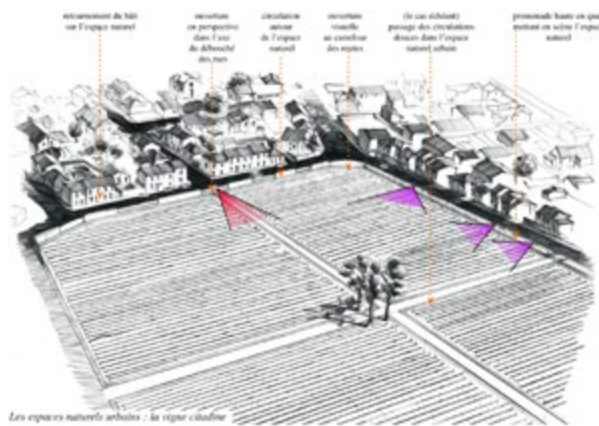 retournement du bâti
sur l'espace naturel
ouverture
en perspective
dans l'axe
du débouché
des rues
circulation
autour
de l'espace
naturel
ouverture
visuelle
au carrefour
des routes
(le cas échéant)
passage des circulations
douces dans l'espace
naturel urbain
promenade haute en quai
mettant en scène l'espace
naturel
Les espaces naturels urbains : la vigne citadine